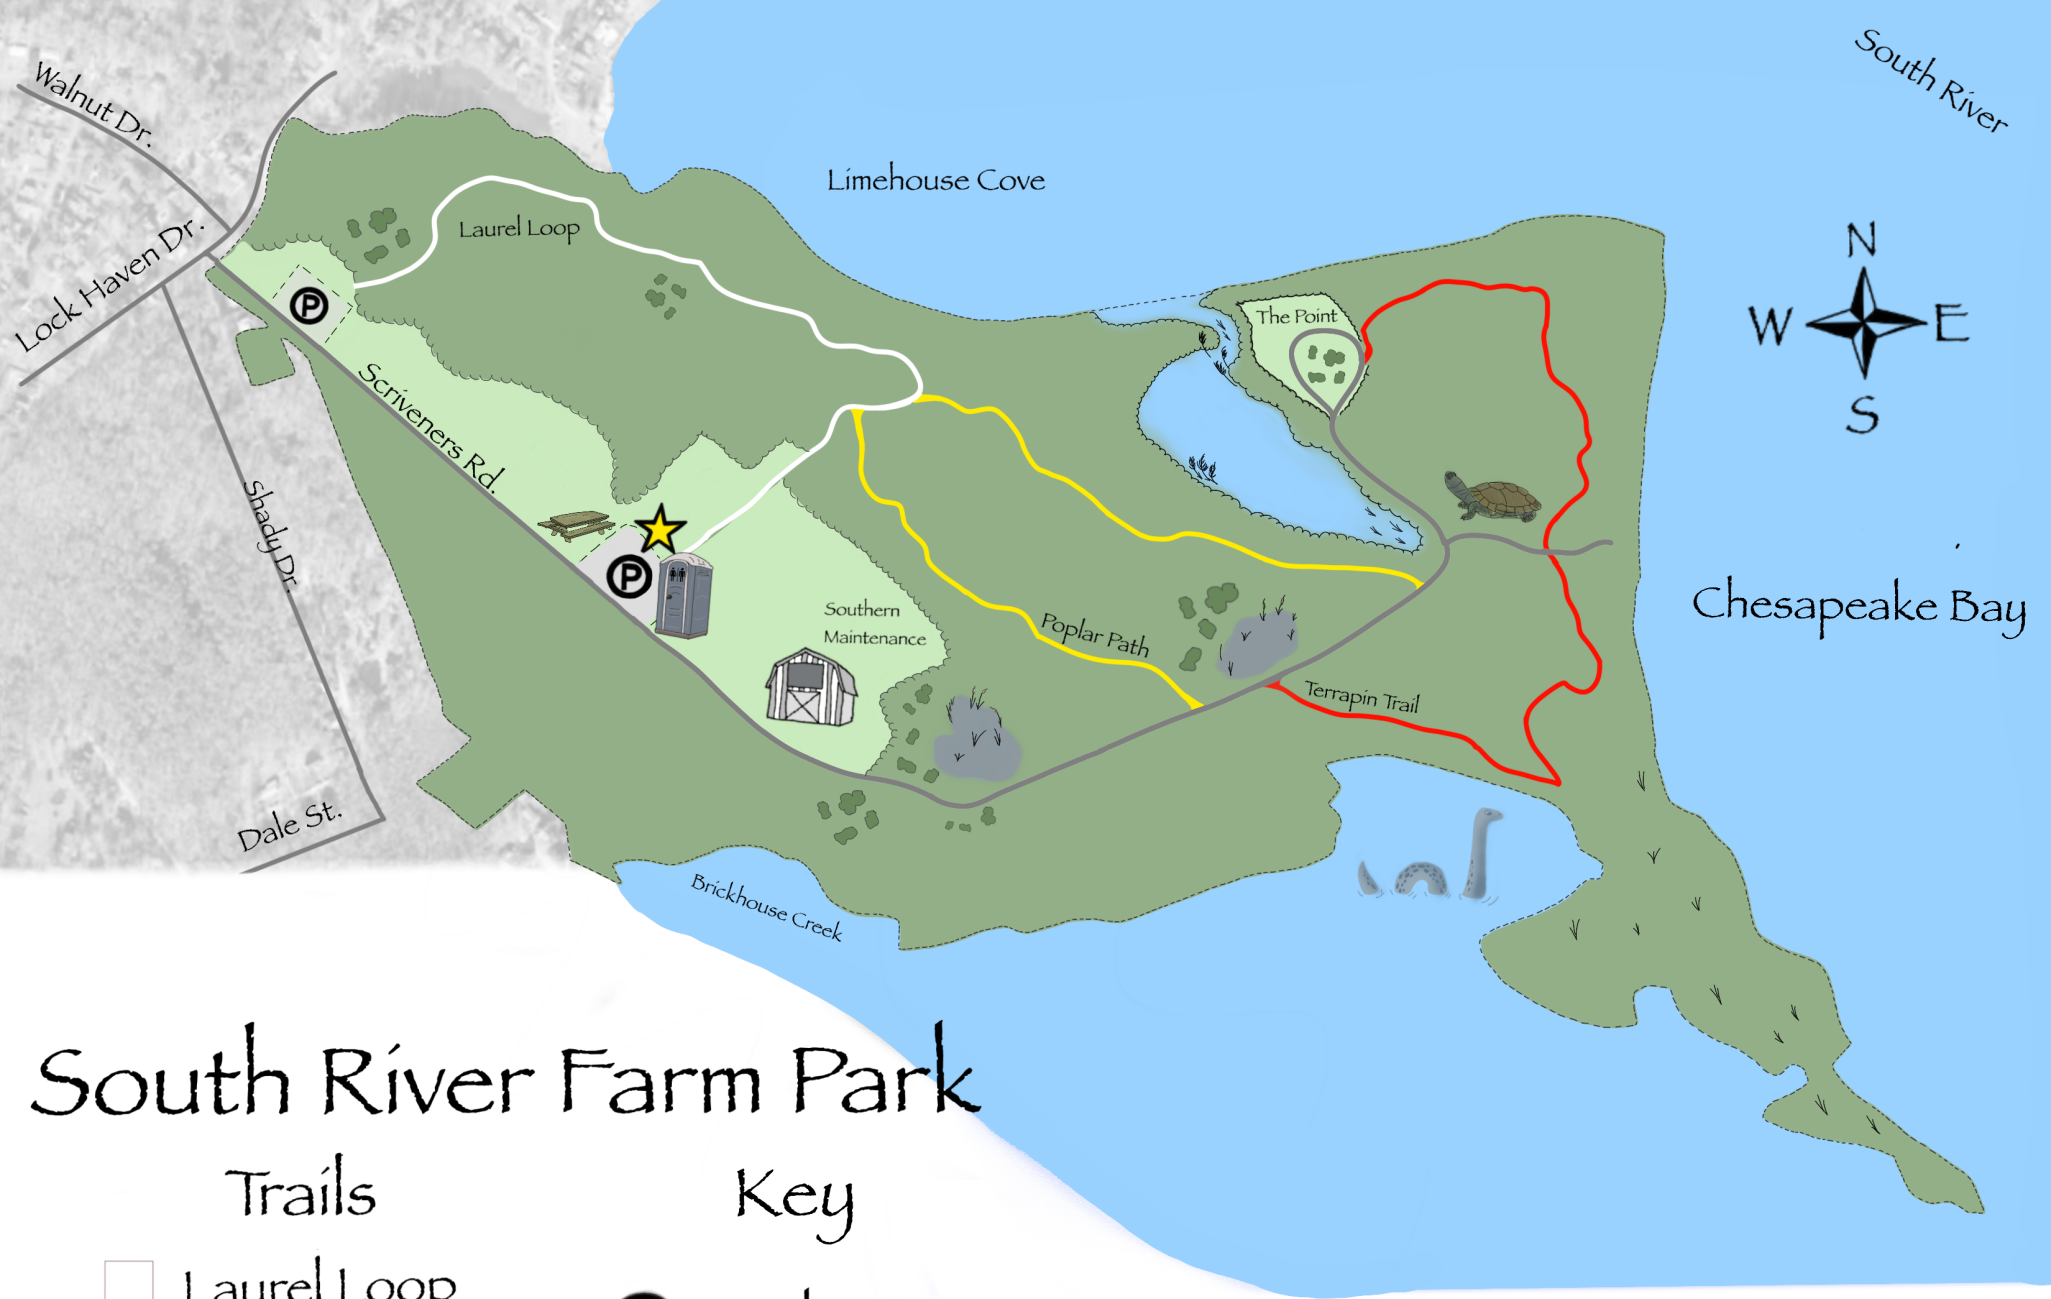 Walnut Dr.
South River
Limehouse Cove
Laurel Loop
N
Lock Haven Dr.
P
The Point
W
E
S
Scriveners Rd.
Shady Dr.
P
Southern
Maintenance
Poplar Path
Chesapeake Bay
Terrapin Trail
Dale St.
Brickhouse Creek
South River Farm Park
Trails
Key
Laurel Loop